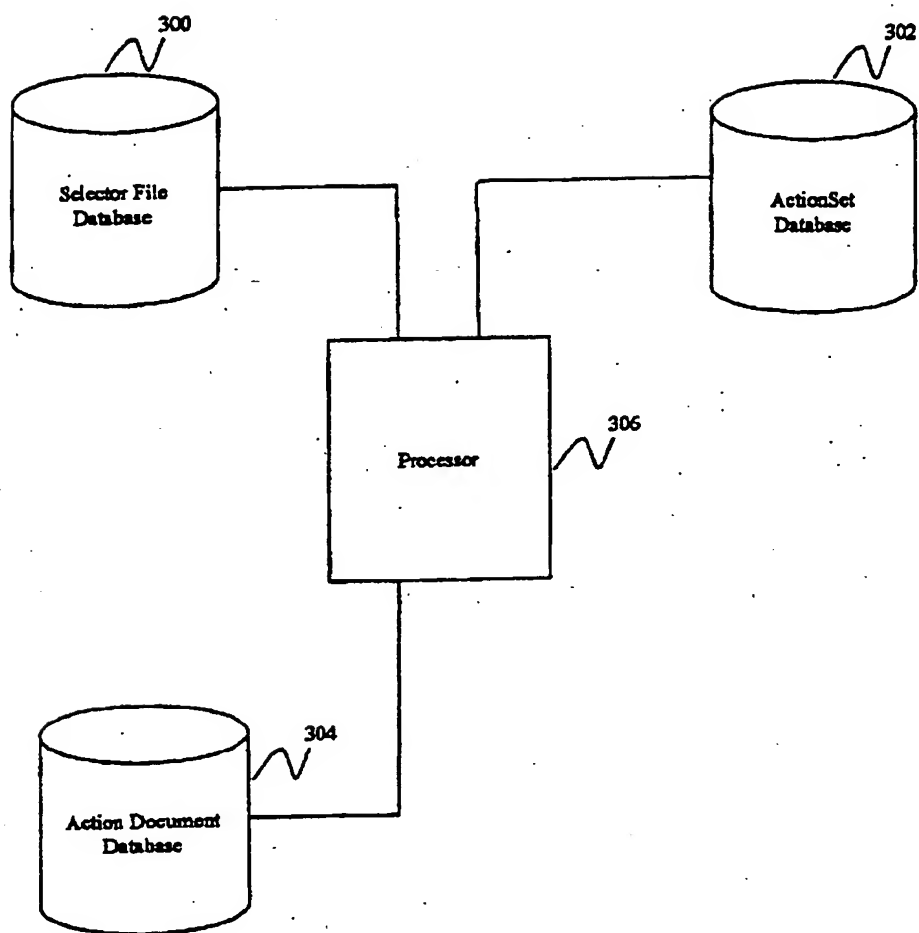 300
302
Selector File
Database
ActionSet
Database
306
Processor
304
Action Document
Database